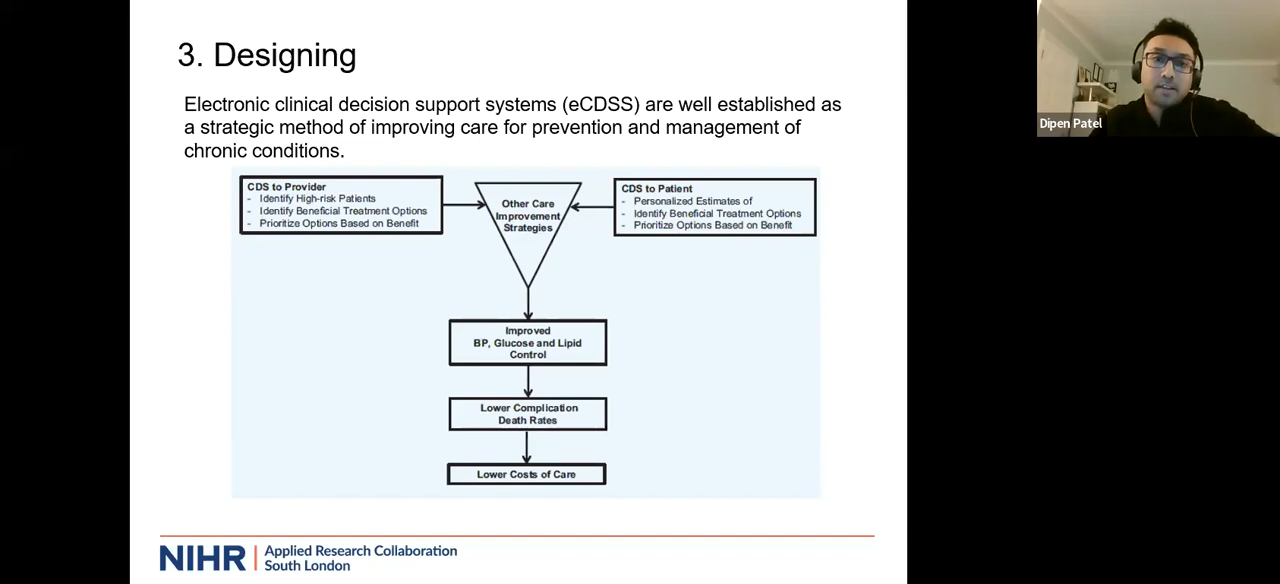 3. Designing
Electronic clinical decision support systems (eCDSS) are well established as
a strategic method of improving care for prevention and management of
chronic conditions.
CDS to Provider
- Identify High-risk Patients
- Identify Beneficial Treatment Options
- Prioritize Options Based on Benefit
Other Care
Improvement
Strategies
CDS to Patient
- Personalized Estimates of
- Identify Beneficial Treatment Options
- Prioritize Options Based on Benefit
Improved
BP, Glucose and Lipid
Control
Lower Complication
Death Rates
Lower Costs of Care
NIHR
Applied Research Collaboration
South London
Dipen Patel